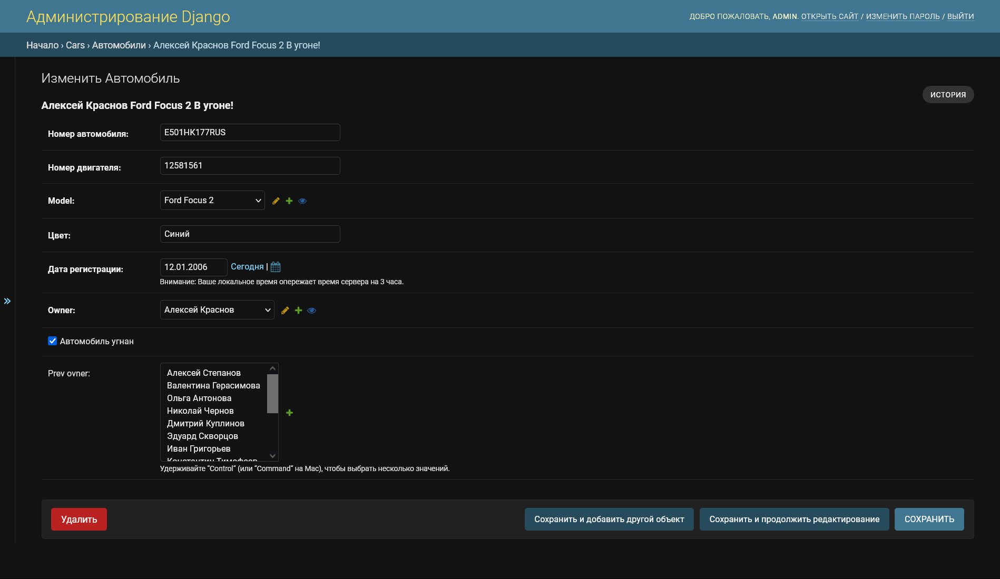 Администрирование Django
ДОБРО ПОЖАЛОВАТЬ, ADMIN. ОТКРЫТЬ САЙТ / ИЗМЕНИТЬ ПАРОЛЬ / ВЫЙТИ
Начало › Cars › Автомобили › Алексей Краснов Ford Focus 2 В угоне!
Изменить Автомобиль
ИСТОРИЯ
Алексей Краснов Ford Focus 2 В угоне!
Номер автомобиля: Е501НК177RUS
Номер двигателя: 12581561
Model: Ford Focus 2
Цвет: Синий
Дата регистрации: 12.01.2006 Сегодня |
Внимание: Ваше локальное время опережает время сервера на 3 часа.
»
Owner: Алексей Краснов
Автомобиль угнан
Prev ovner:
Алексей Степанов
Валентина Герасимова
Ольга Антонова
Николай Чернов
Дмитрий Куплинов
Эдуард Скворцов
Иван Григорьев
Константин Тимофеев
Удерживайте “Control“ (или “Command“ на Mac), чтобы выбрать несколько значений.
Удалить
Сохранить и добавить другой объект
Сохранить и продолжить редактирование
СОХРАНИТЬ